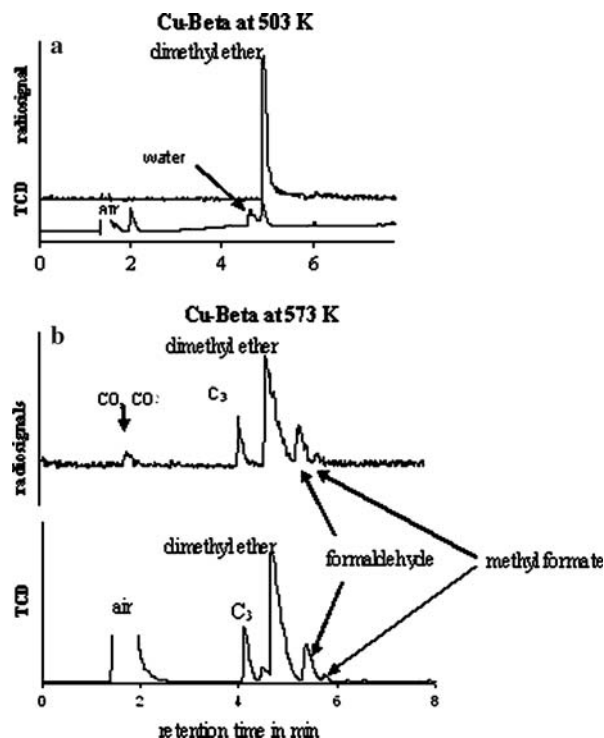 Cu-Beta at 503 K
a
dimethyl ether
radiosignal
water
TCD
air
0 2 4 6
Cu-Beta at 573 K
b
dimethyl ether
CO, CO2
C3
radiosignals
formaldehyde
methyl formate
dimethyl ether
air
C3
TCD
0 2 4 6 8
retention time in min